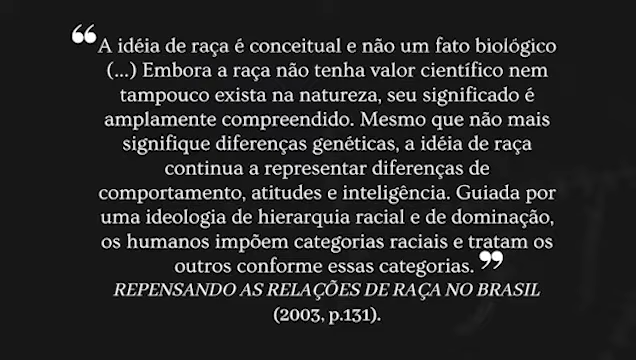 “A idéia de raça é conceitual e não um fato biológico
(...) Embora a raça não tenha valor científico nem
tampouco exista na natureza, seu significado é
amplamente compreendido. Mesmo que não mais
signifique diferenças genéticas, a idéia de raça
continua a representar diferenças de
comportamento, atitudes e inteligência. Guiada por
uma ideologia de hierarquia racial e de dominação,
os humanos impõem categorias raciais e tratam os
outros conforme essas categorias.”
REPENSANDO AS RELAÇÕES DE RAÇA NO BRASIL
(2003, p.131).